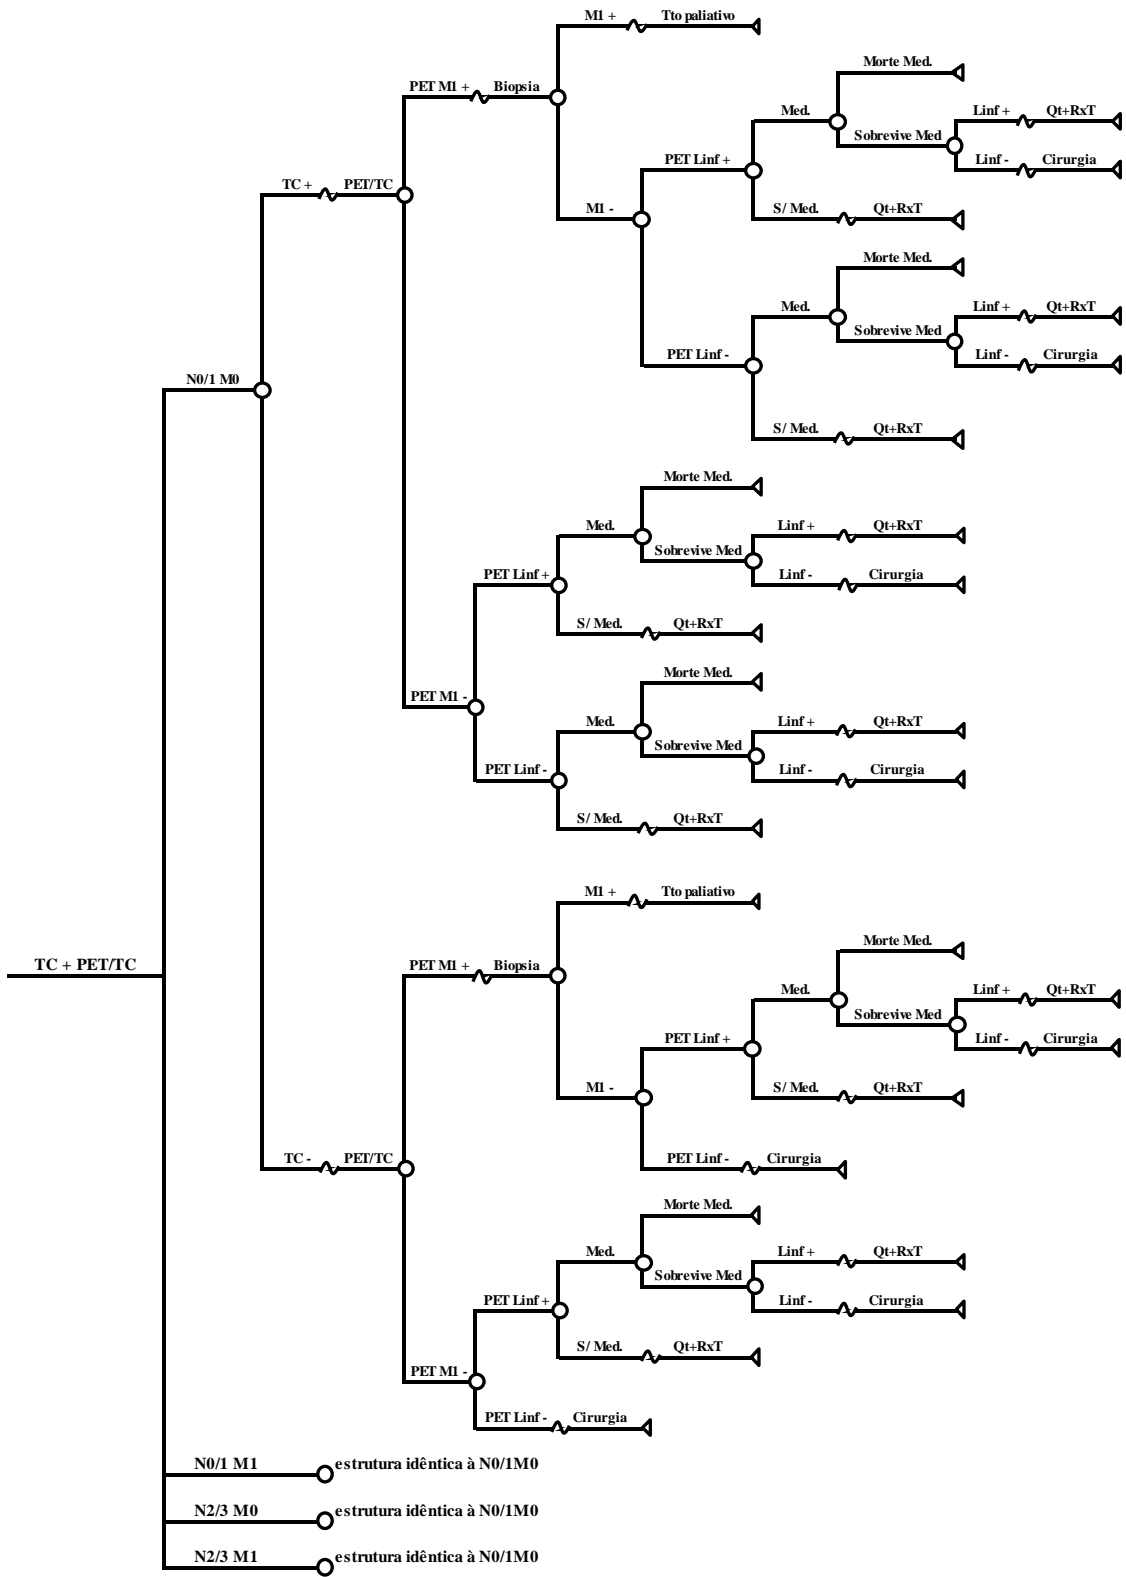 M1 + Tto paliativo
Morte Med.
PET M1 + Biopsia
Med. Linf + Qt+RxT
Sobrevive Med
PET Linf + Linf - Cirurgia
TC + PET/TC
M1 - S/ Med. Qt+RxT
Morte Med.
Med. Linf + Qt+RxT
Sobrevive Med
PET Linf - Linf - Cirurgia
N0/1 M0
S/ Med. Qt+RxT
Morte Med.
Med. Linf + Qt+RxT
Sobrevive Med
PET Linf + Linf - Cirurgia
S/ Med. Qt+RxT
Morte Med.
PET M1 -
Med. Linf + Qt+RxT
Sobrevive Med
PET Linf - Linf - Cirurgia
S/ Med. Qt+RxT
M1 + Tto paliativo
Morte Med.
TC + PET/TC
PET M1 + Biopsia
Med. Linf + Qt+RxT
Sobrevive Med
PET Linf + Linf - Cirurgia
M1 - S/ Med. Qt+RxT
TC - PET/TC
PET Linf - Cirurgia
Morte Med.
Med. Linf + Qt+RxT
Sobrevive Med
PET Linf + Linf - Cirurgia
S/ Med. Qt+RxT
PET M1 -
PET Linf - Cirurgia
N0/1 M1 estrutura idêntica à N0/1M0
N2/3 M0 estrutura idêntica à N0/1M0
N2/3 M1 estrutura idêntica à N0/1M0